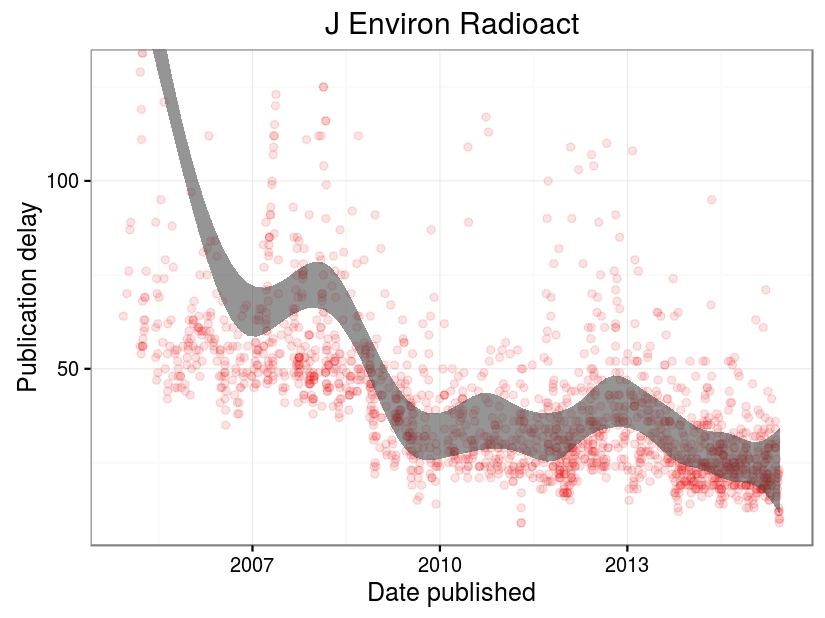 J Environ Radioact
Publication delay
100
50
2007 2010 2013
Date published